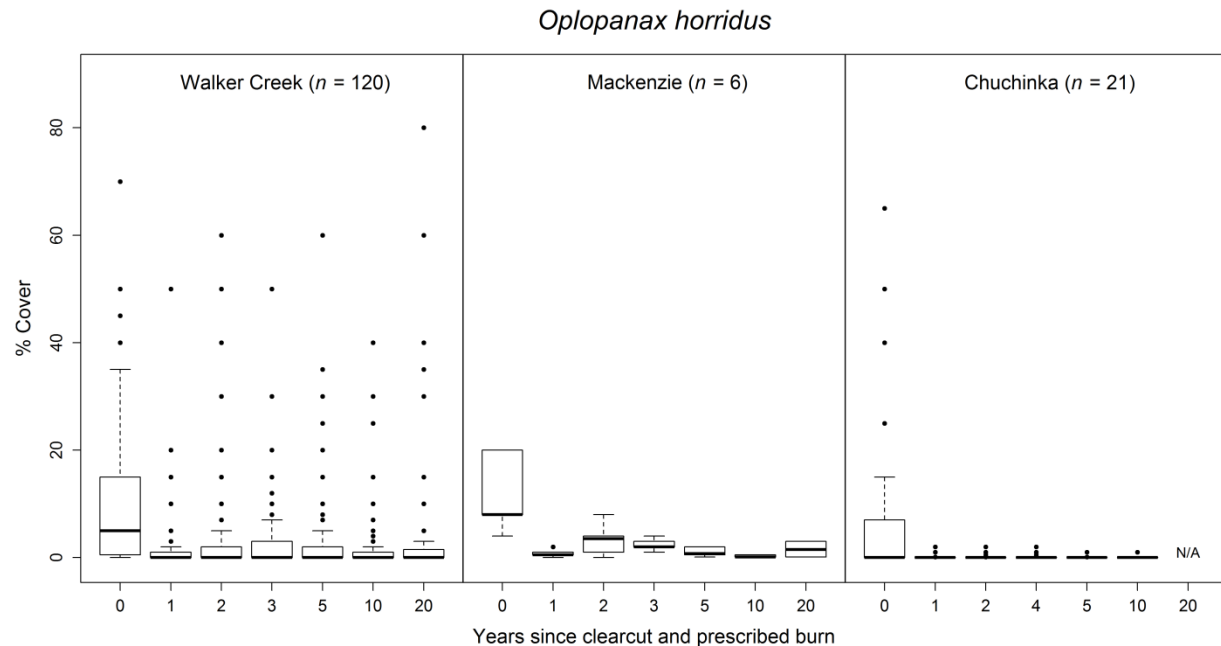 Oplopanax horridus
Walker Creek (n = 120)
Mackenzie (n = 6)
Chuchinka (n = 21)
% Cover
80
60
40
20
0
N/A
0 1 2 3 5 10 20
0 1 2 3 5 10 20
0 1 2 4 5 10 20
Years since clearcut and prescribed burn